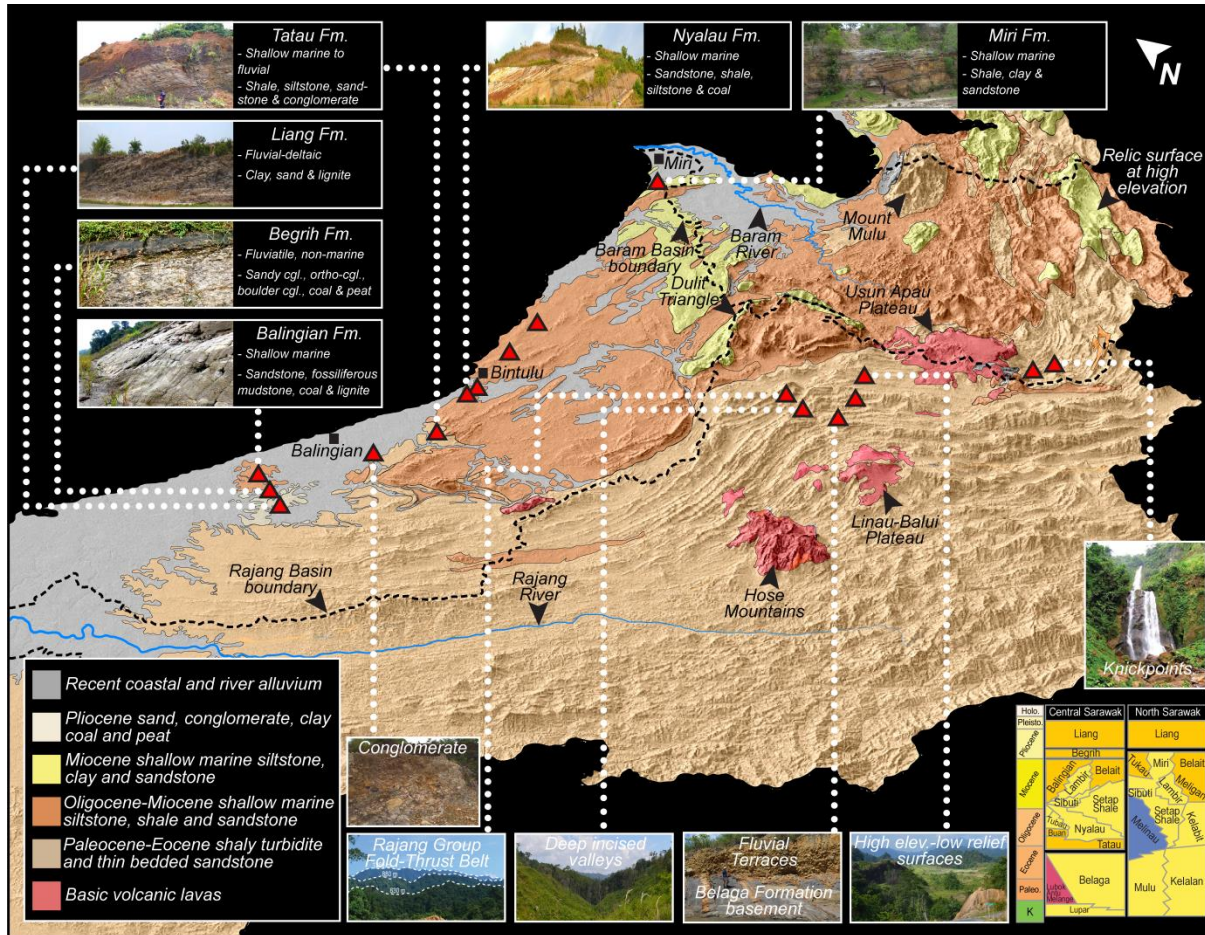 Tatau Fm.
- Shallow marine to
fluvial
- Shale, siltstone, sand-
stone & conglomerate
Liang Fm.
- Fluvial-deltaic
- Clay, sand & lignite
Begrih Fm.
- Fluviatile, non-marine
- Sandy cgl., ortho-cgl.,
boulder cgl., coal & peat
Balingian Fm.
- Shallow marine
- Sandstone, fossiliferous
mudstone, coal & lignite
Nyalau Fm.
- Shallow marine
- Sandstone, shale,
siltstone & coal
Miri Fm.
- Shallow marine
- Shale, clay &
sandstone
N
Miri
Relic surface
at high
elevation
Mount
Mulu
Baram
River
Baram Basin
boundary
Dulit
Triangle
Usun Apau
Plateau
Bintulu
Balingian
Linau-Balui
Plateau
Hose
Mountains
Rajang Basin
boundary
Rajang
River
Knickpoints
Recent coastal and river alluvium
Pliocene sand, conglomerate, clay
coal and peat
Miocene shallow marine siltstone,
clay and sandstone
Oligocene-Miocene shallow marine
siltstone, shale and sandstone
Paleocene-Eocene shaly turbidite
and thin bedded sandstone
Basic volcanic lavas
Conglomerate
Rajang Group
Fold-Thrust Belt
Deep incised
valleys
Fluvial
Terraces
Belaga Formation
basement
High elev.-low relief
surfaces
Holo.
Pleisto.
Pliocene
Miocene
Oligocene
Eocene
Paleo.
K
Central Sarawak
Liang
Begrih
Balingian
Lambir
Belait
Sibuti
Setap
Shale
Buan
Nyalau
Tatau
Belaga
Lubok
Antu
Melange
Lupar
North Sarawak
Liang
Tukau
Miri
Belait
Lambir
Meligan
Sibuti
Setap
Shale
Melinau
Kelabit
Mulu
Kelalan